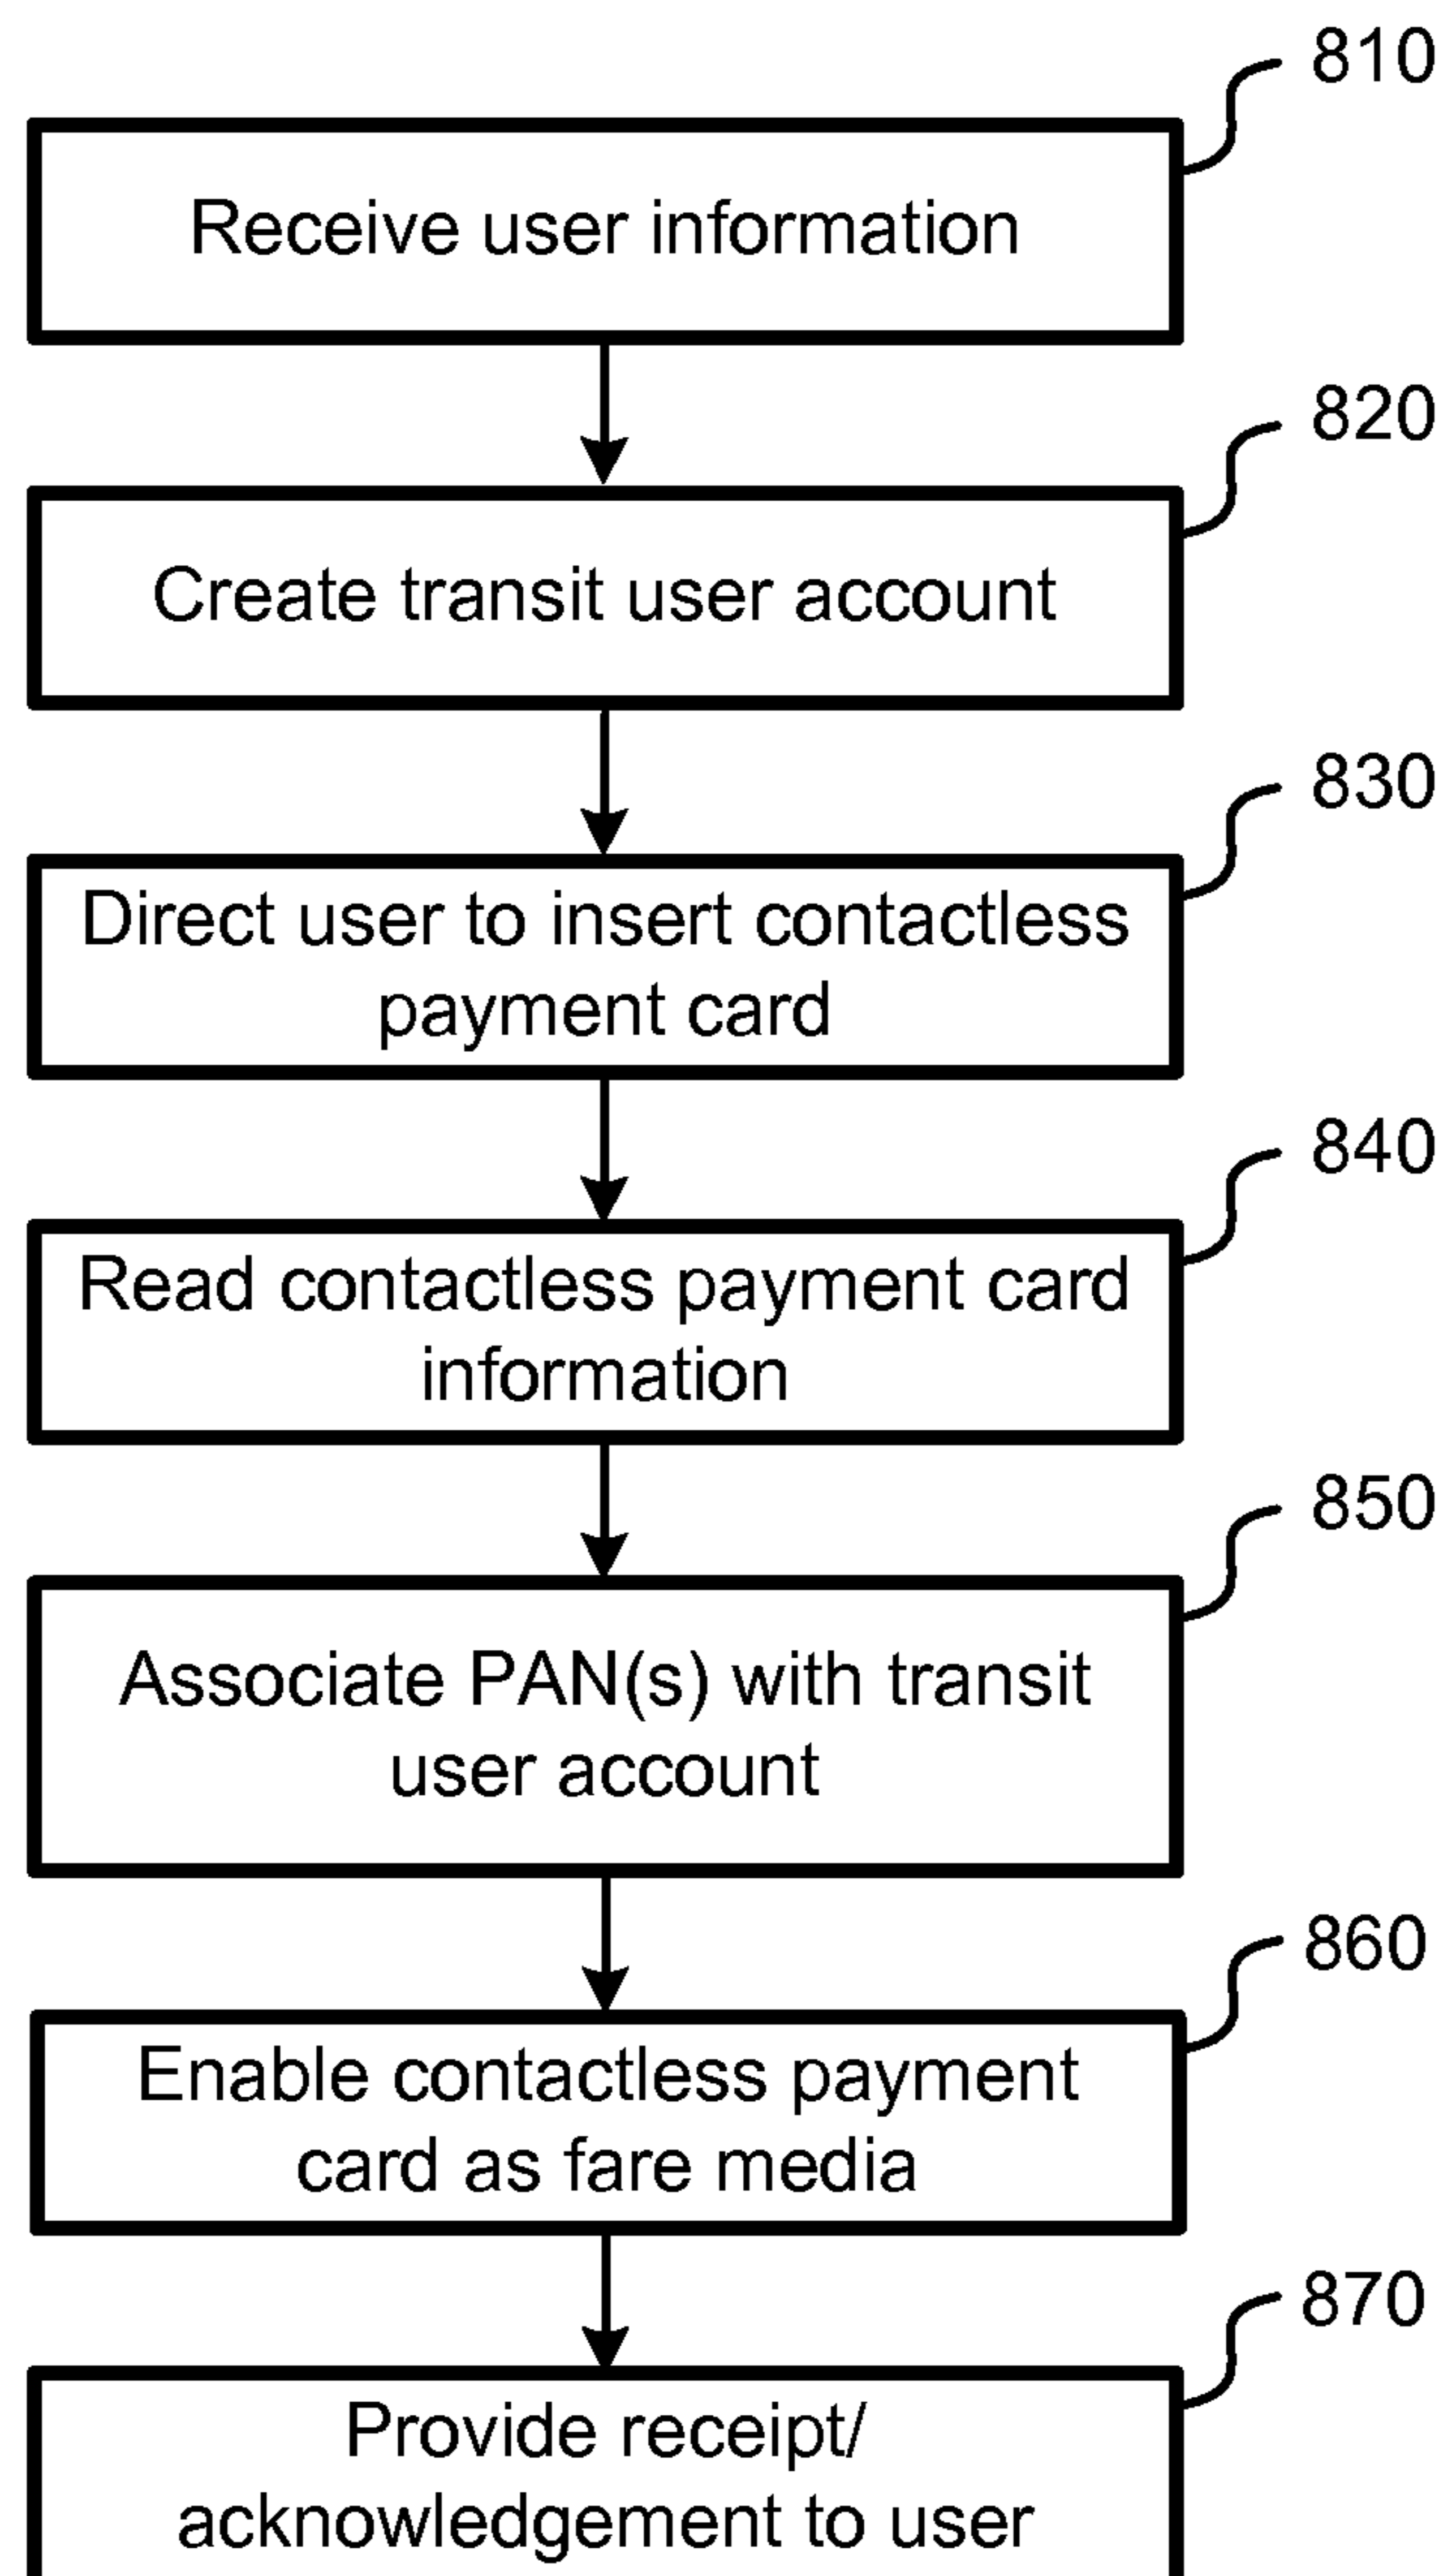 810
Receive user information
820
Create transit user account
830
Direct user to insert contactless
payment card
840
Read contactless payment card
information
850
Associate PAN(s) with transit
user account
860
Enable contactless payment
card as fare media
870
Provide receipt/
acknowledgement to user